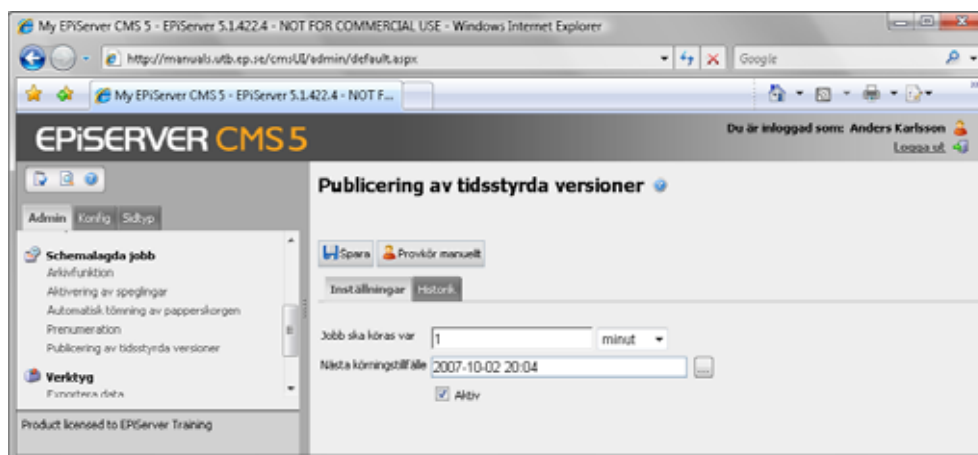 My EPiServer CMS 5 - EPiServer 5.1.422.4 - NOT FOR COMMERCIAL USE - Windows Internet Explorer
http://manuals.utb.ep.se/cmsUI/admin/default.aspx
Google
My EPiServer CMS 5 - EPiServer 5.1.422.4 - NOT F...
EPiSERVER CMS 5
Du är inloggad som: Anders Karlsson
Logga ut
Publicering av tidsstyrda versioner
Admin Konfig Sidtyp
Spara Provkör manuellt
Schemalagda jobb
Arkivfunktion
Aktivering av speglingar
Automatisk tömning av papperskorgen
Prenumeration
Publicering av tidsstyrda versioner
Verktyg
Exportera data
Inställningar Historik
Jobb ska köras var 1 minut
Nästa körningstillfälle 2007-10-02 20:04
...
Aktiv
Product licensed to EPiServer Training